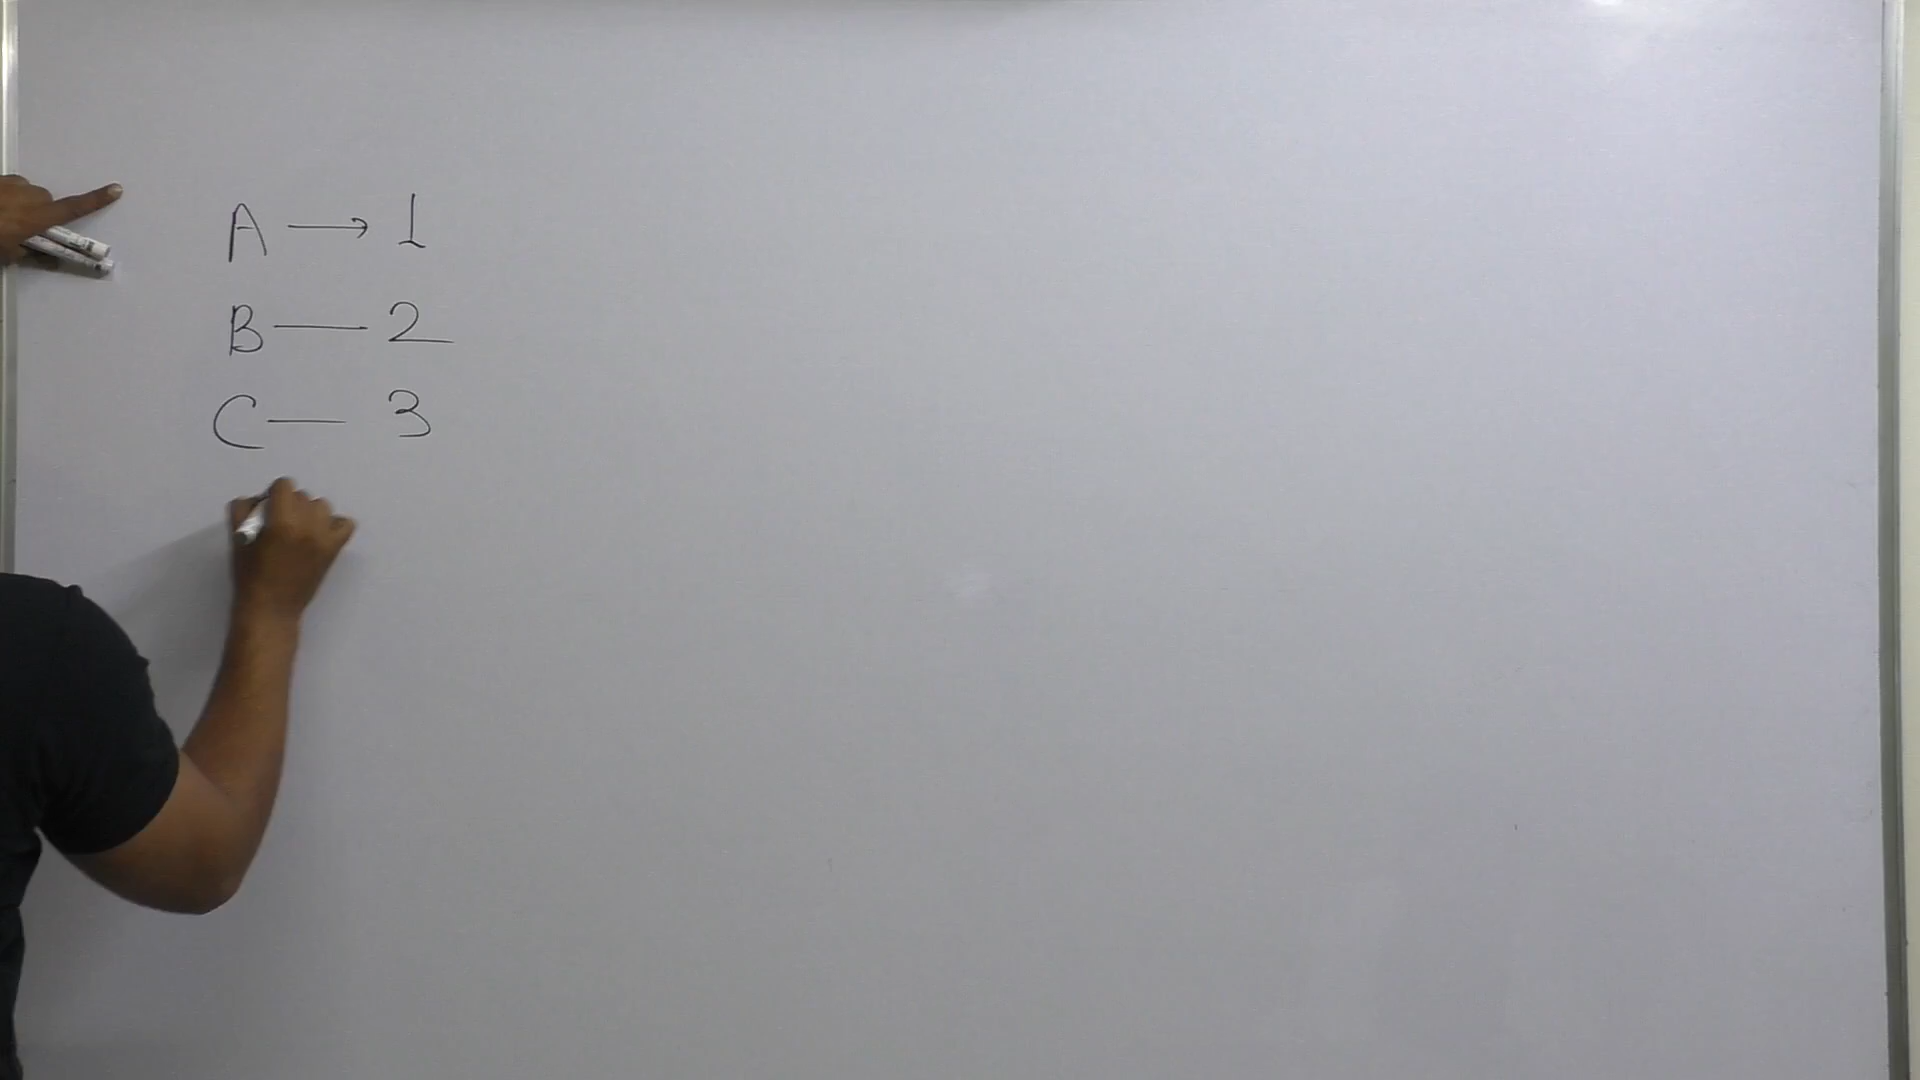 A → 1
B — 2
C — 3